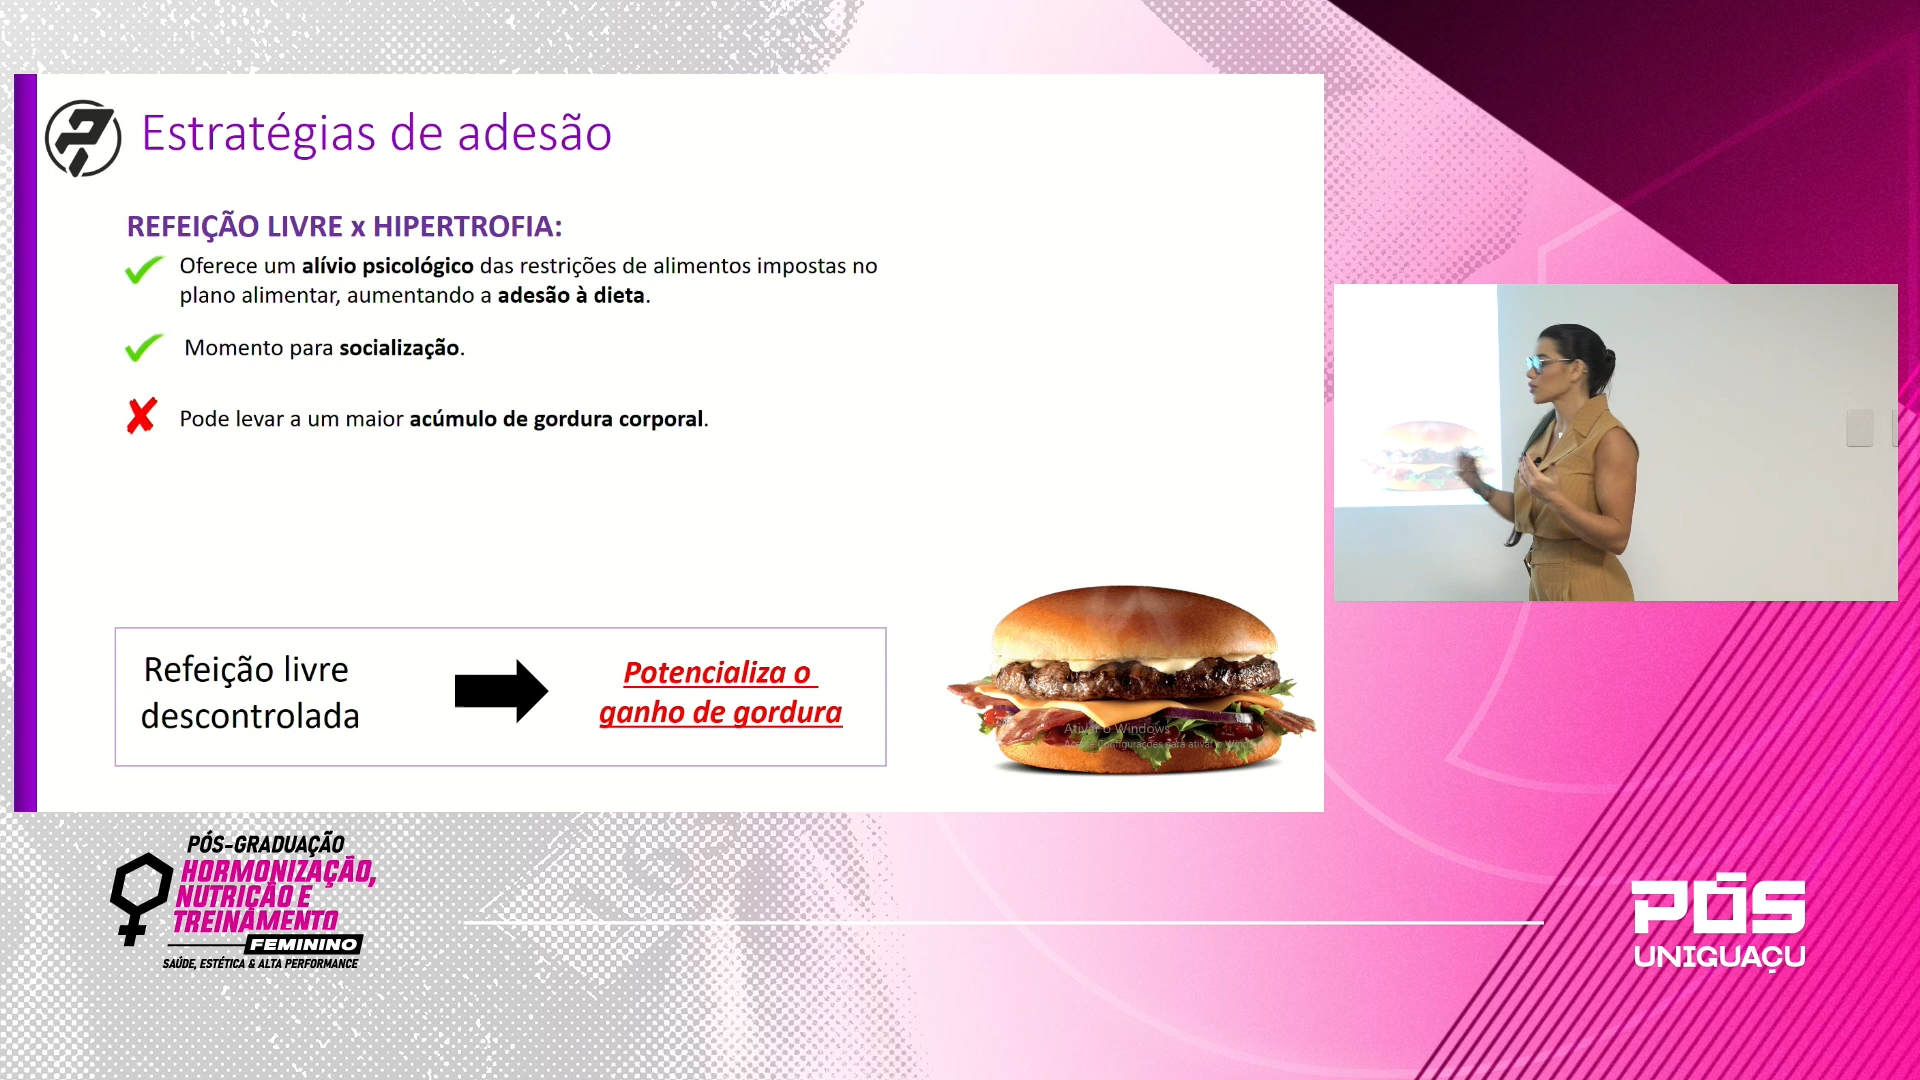 Estratégias de adesão
REFEIÇÃO LIVRE x HIPERTROFIA:
Oferece um alívio psicológico das restrições de alimentos impostas no
plano alimentar, aumentando a adesão à dieta.
Momento para socialização.
Pode levar a um maior acúmulo de gordura corporal.
Refeição livre
descontrolada
Potencializa o
ganho de gordura
Ativar o Windows
Acesse Configurações para ativar o Windows.
PÓS-GRADUAÇÃO
HORMONIZAÇÃO,
NUTRIÇÃO E
TREINAMENTO
FEMININO
SAÚDE, ESTÉTICA & ALTA PERFORMANCE
PÓS
UNIGUAÇU